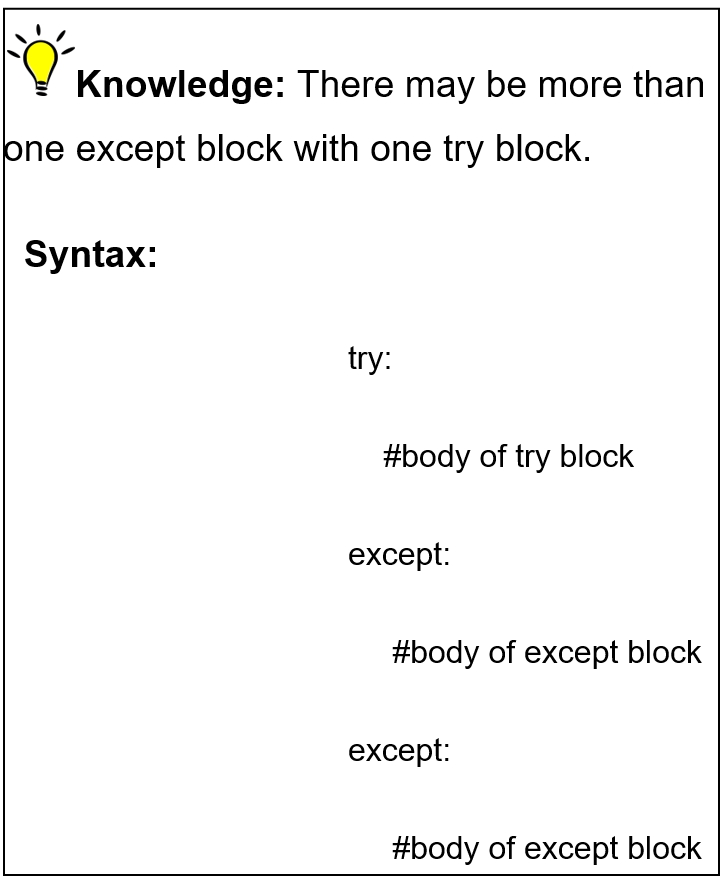 Knowledge: There may be more than
one except block with one try block.
Syntax:
try:
#body of try block
except:
#body of except block
except:
#body of except block